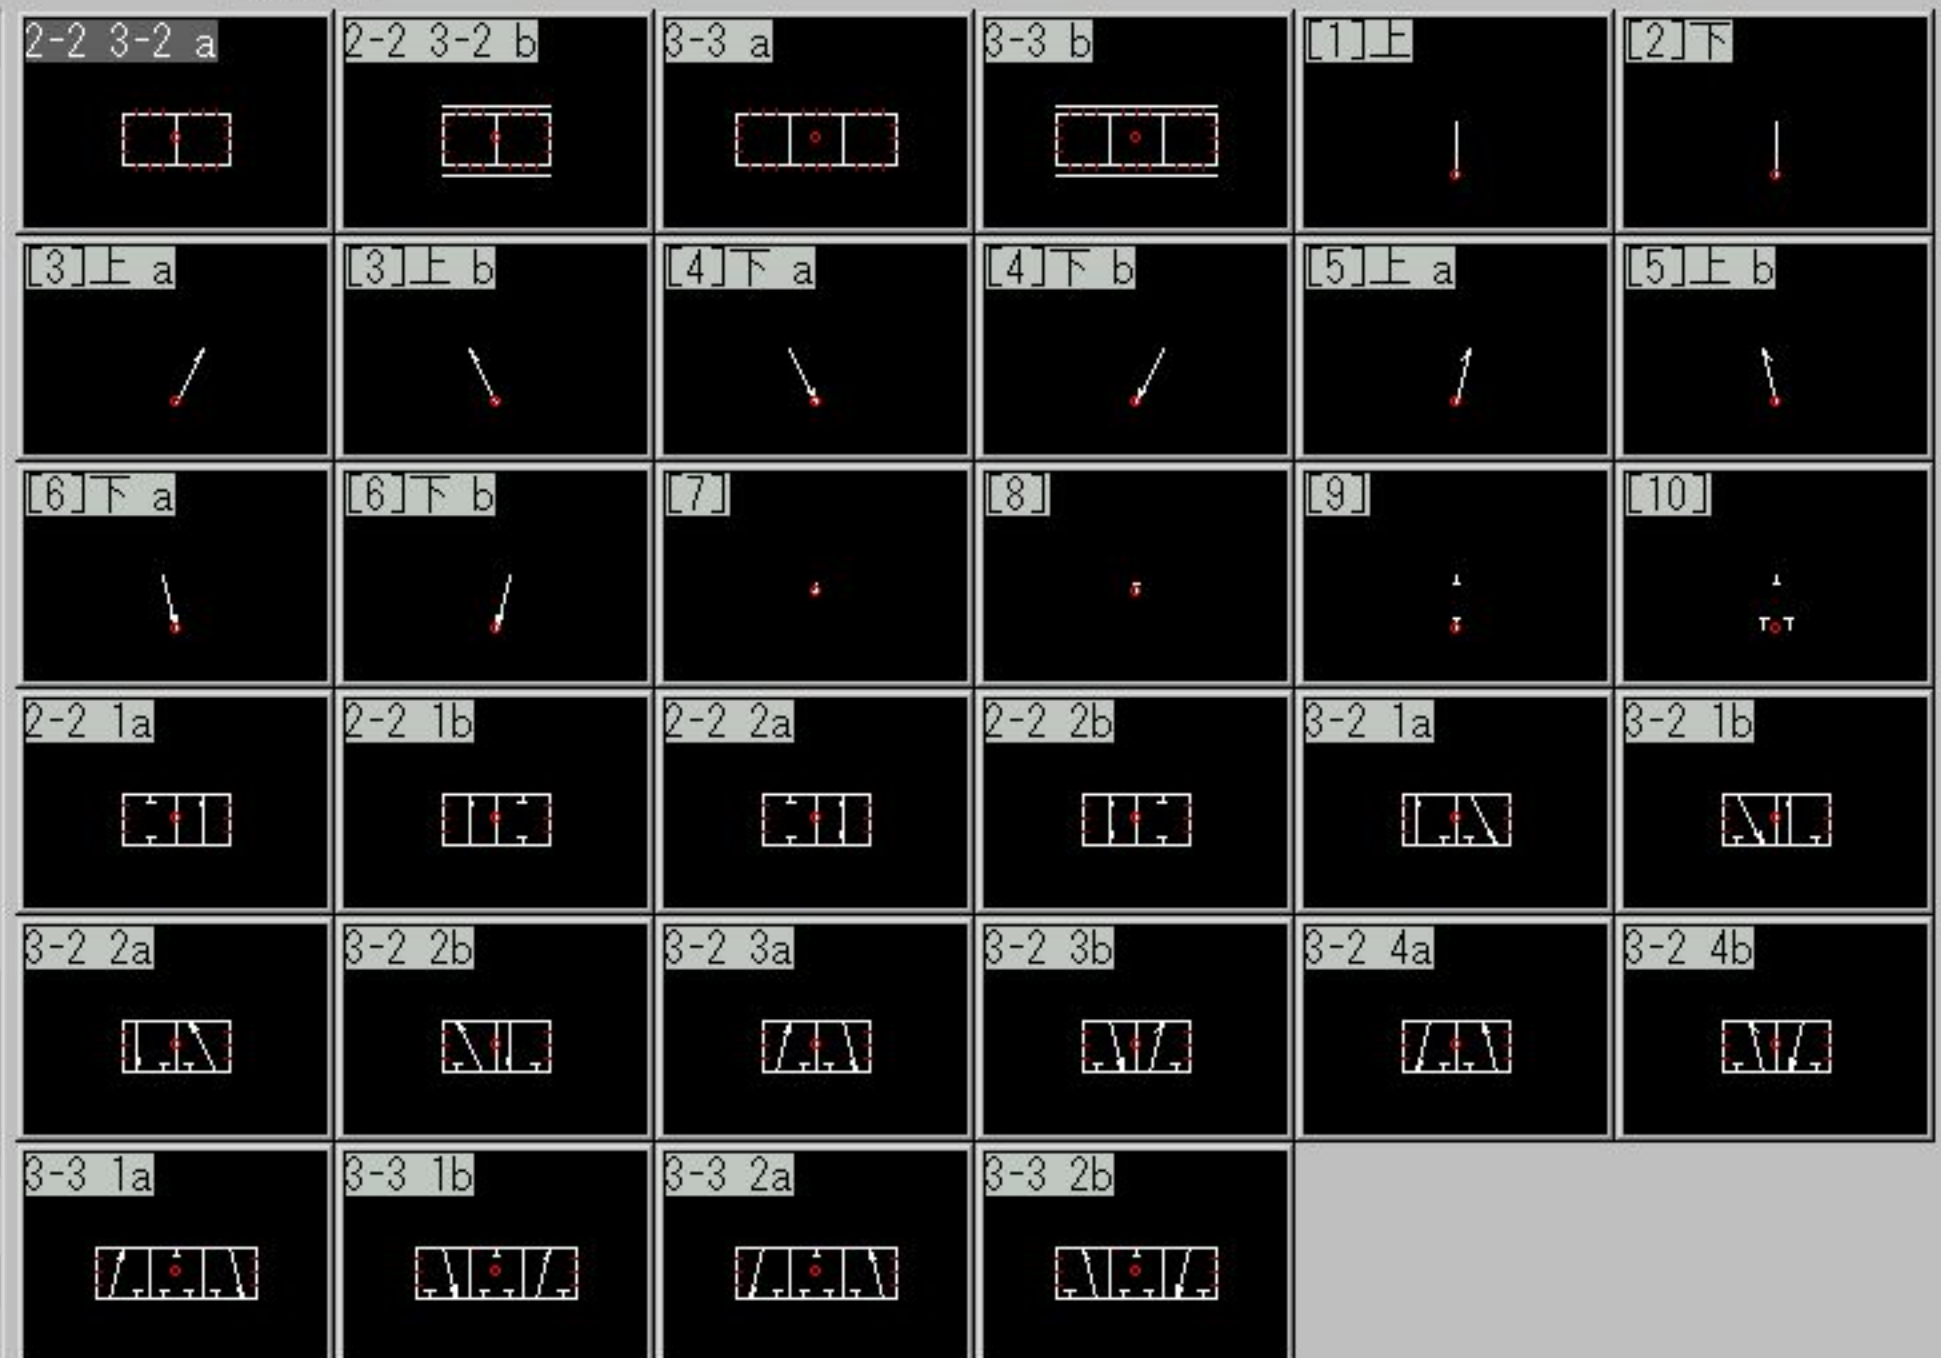 2-2 3-2 a
2-2 3-2 b
3-3 a
3-3 b
[1]上
[2]下
[3]上 a
[3]上 b
[4]下 a
[4]下 b
[5]上 a
[5]上 b
[6]下 a
[6]下 b
[7]
[8]
[9]
[10]
2-2 1a
2-2 1b
2-2 2a
2-2 2b
3-2 1a
3-2 1b
3-2 2a
3-2 2b
3-2 3a
3-2 3b
3-2 4a
3-2 4b
3-3 1a
3-3 1b
3-3 2a
3-3 2b